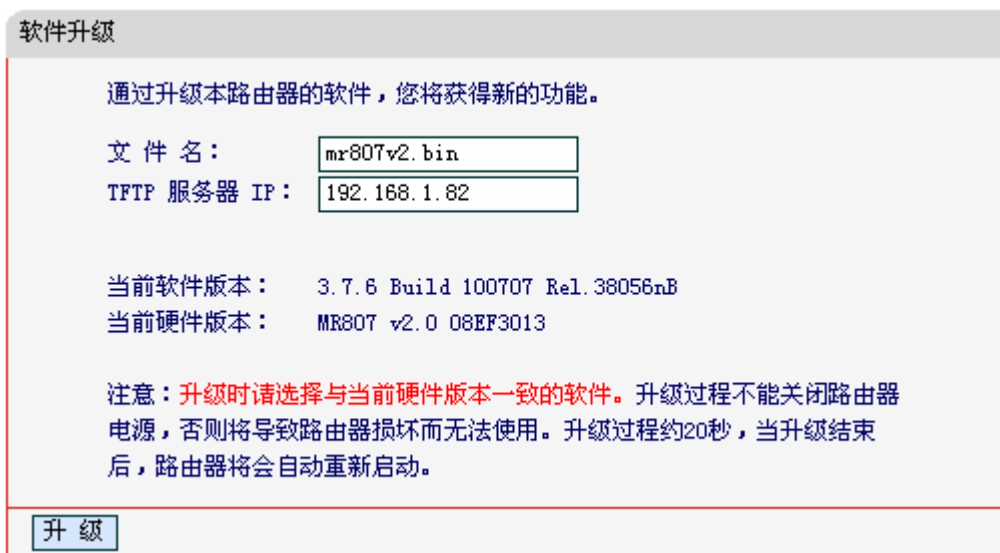 软件升级
通过升级本路由器的软件，您将获得新的功能。
文 件 名： mr807v2.bin
TFTP 服务器 IP： 192.168.1.82
当前软件版本： 3.7.6 Build 100707 Rel.38056nB
当前硬件版本： MR807 v2.0 08EF3013
注意：升级时请选择与当前硬件版本一致的软件。升级过程不能关闭路由器
电源，否则将导致路由器损坏而无法使用。升级过程约20秒，当升级结束
后，路由器将会自动重新启动。
升 级